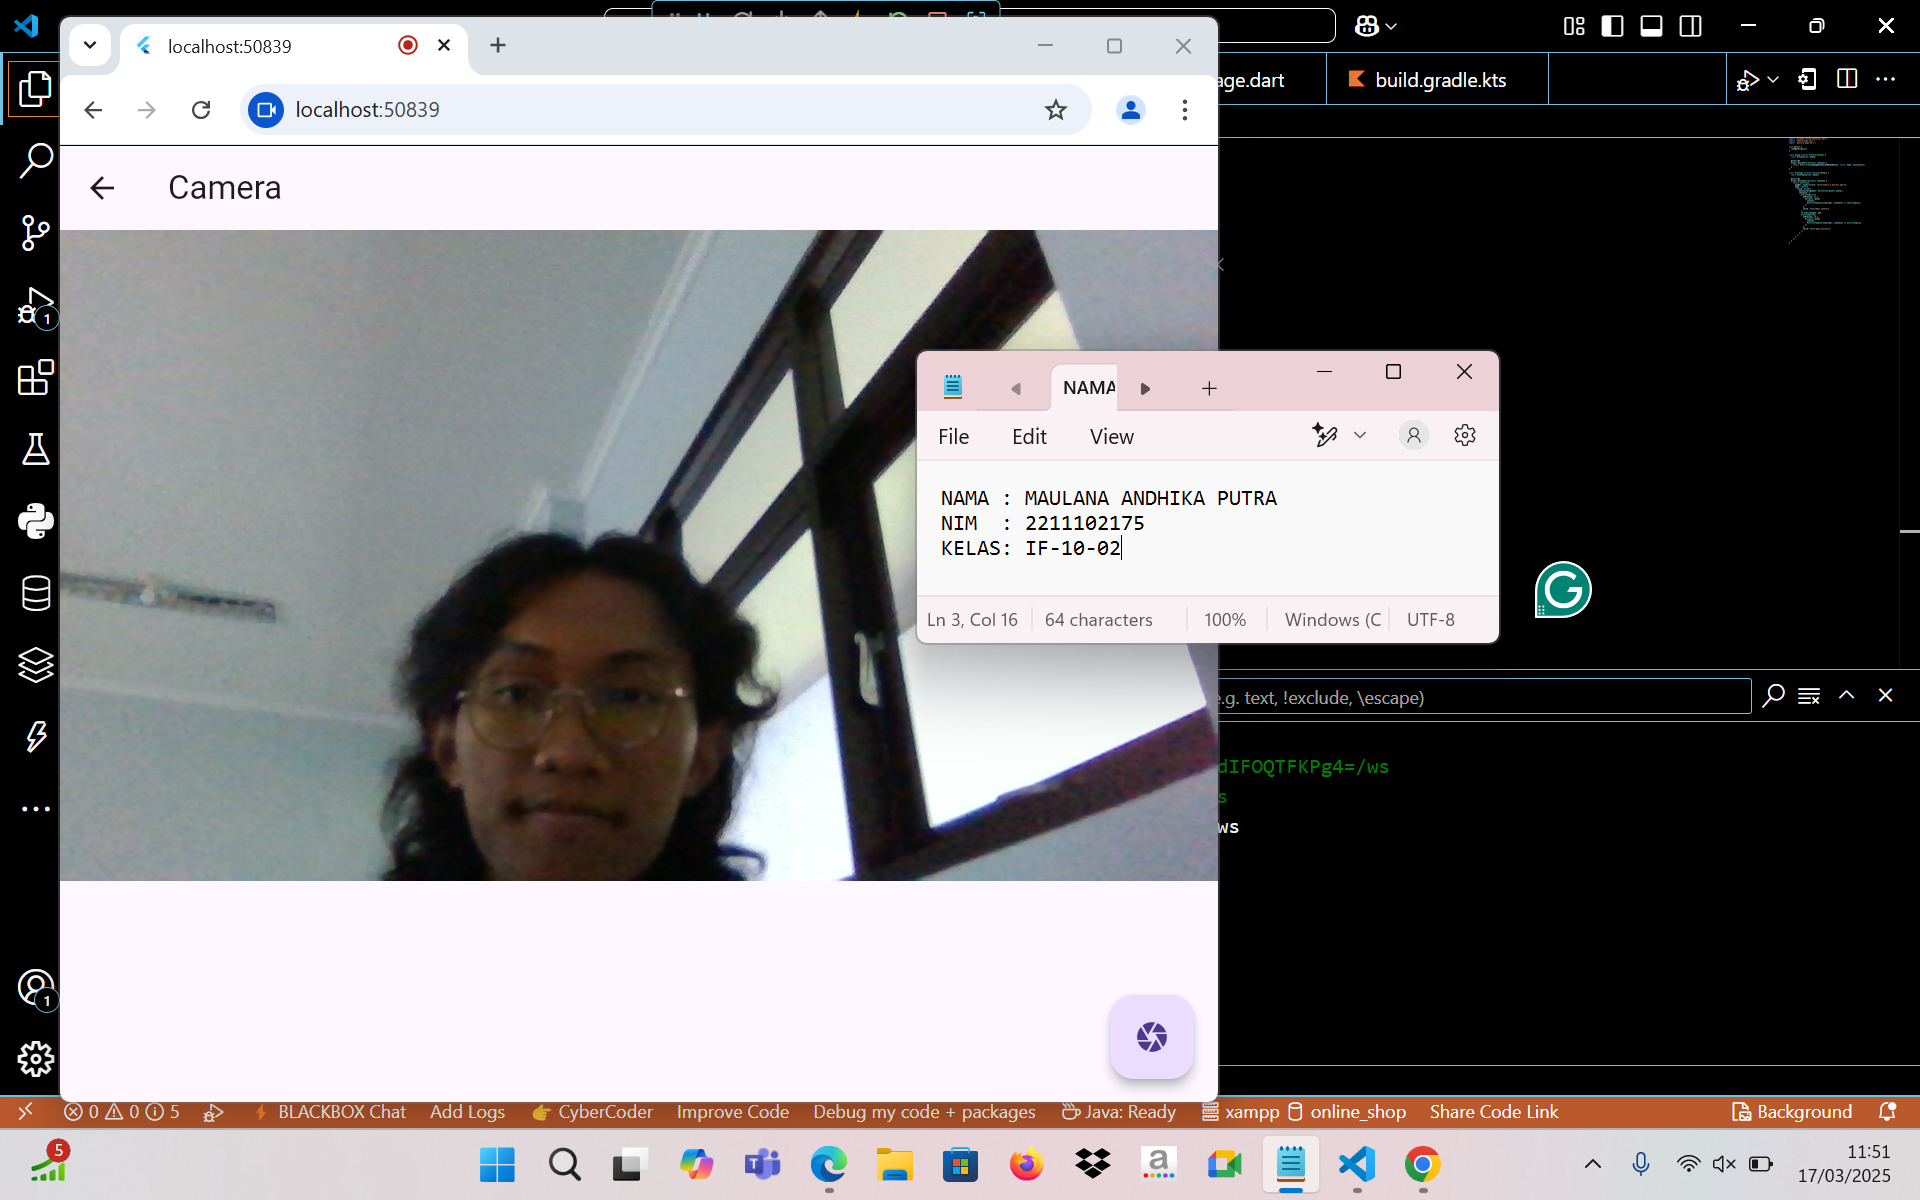 localhost:50839
localhost:50839
Camera
age.dart
build.gradle.kts
NAMA
File Edit View
NAMA : MAULANA ANDHIKA PUTRA
NIM : 2211102175
KELAS: IF-10-02
Ln 3, Col 16 64 characters 100% Windows (C UTF-8
e.g. text, !exclude, \escape)
dIFOQTFKPg4=/ws
s
ws
1
1
0 0 5 BLACKBOX Chat Add Logs CyberCoder Improve Code Debug my code + packages Java: Ready xampp online_shop Share Code Link Background
5
11:51
17/03/2025